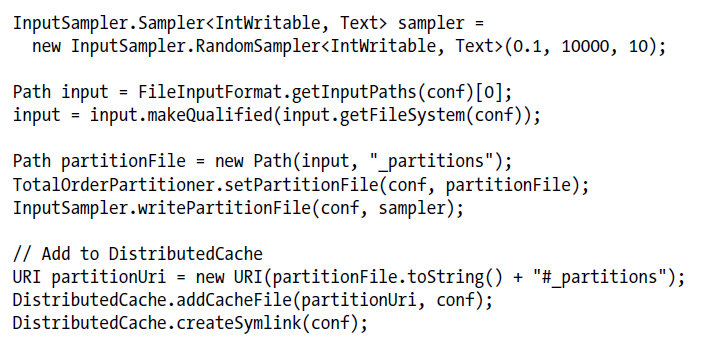 InputSampler.Sampler<IntWritable, Text> sampler =
  new InputSampler.RandomSampler<IntWritable, Text>(0.1, 10000, 10);

Path input = FileInputFormat.getInputPaths(conf)[0];
input = input.makeQualified(input.getFileSystem(conf));

Path partitionFile = new Path(input, "_partitions");
TotalOrderPartitioner.setPartitionFile(conf, partitionFile);
InputSampler.writePartitionFile(conf, sampler);

// Add to DistributedCache
URI partitionUri = new URI(partitionFile.toString() + "#_partitions");
DistributedCache.addCacheFile(partitionUri, conf);
DistributedCache.createSymlink(conf);